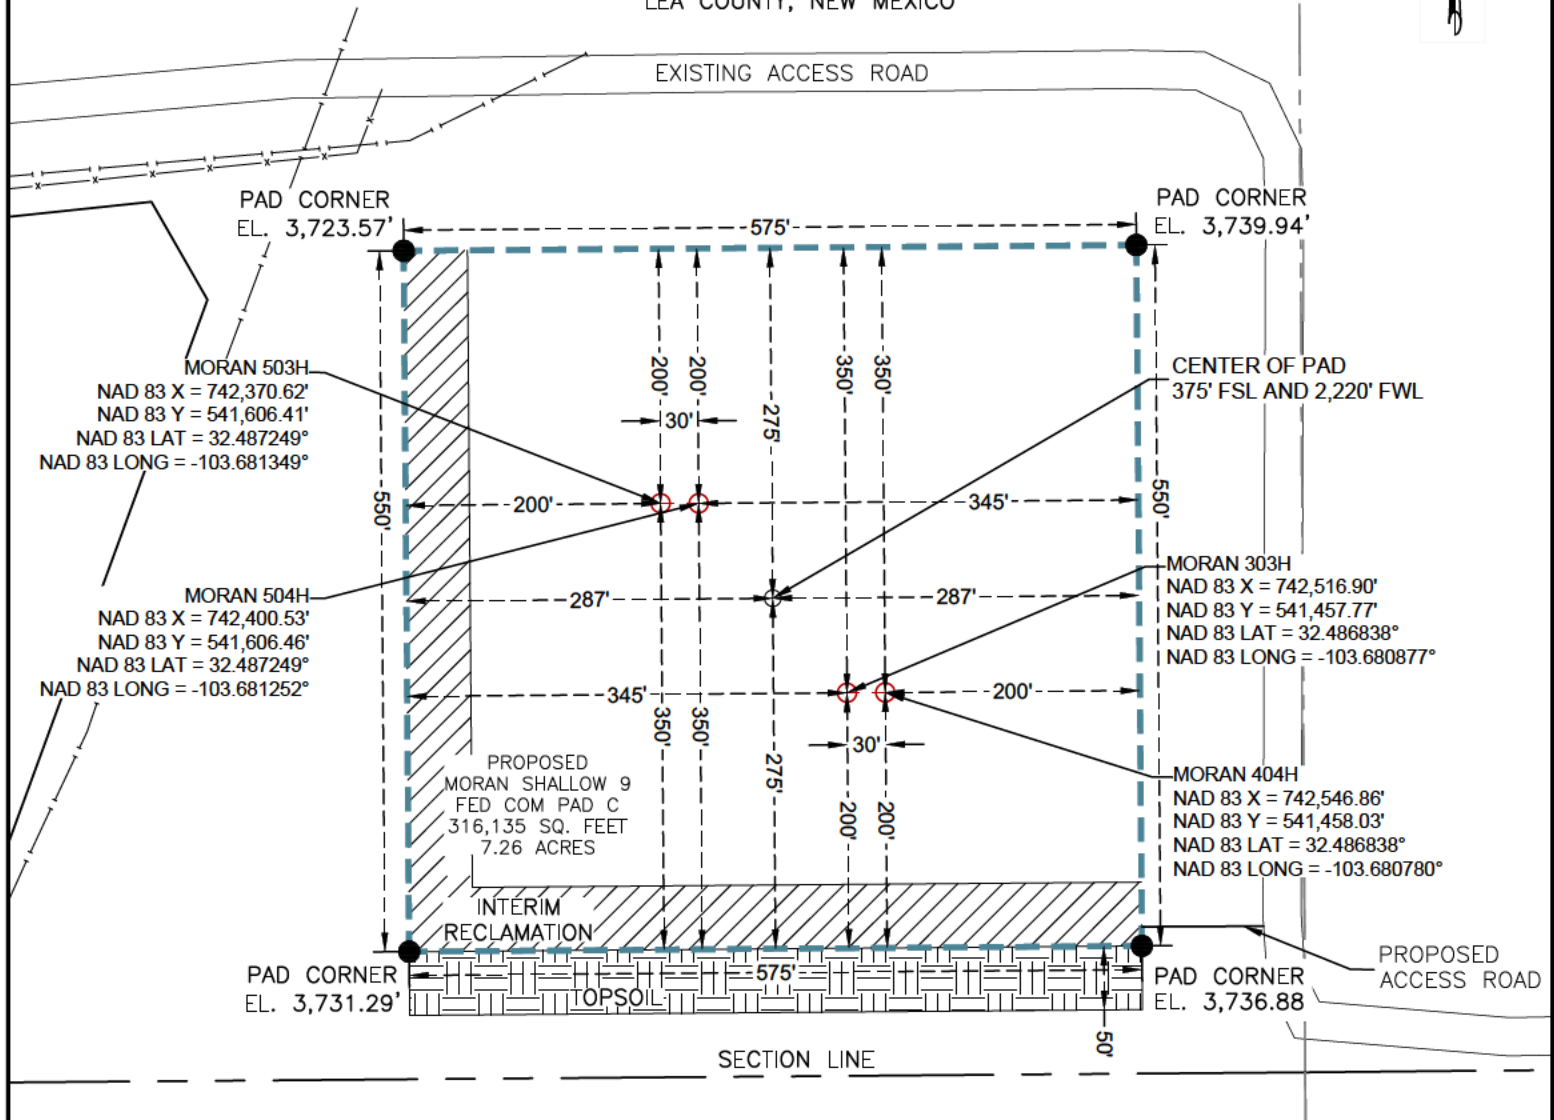 LEA COUNTY, NEW MEXICO
EXISTING ACCESS ROAD
PAD CORNER
EL. 3,723.57'
PAD CORNER
EL. 3,739.94'
575'
200'
200'
350'
350'
275'
30'
550'
550'
MORAN 503H
NAD 83 X = 742,370.62'
NAD 83 Y = 541,606.41'
NAD 83 LAT = 32.487249°
NAD 83 LONG = -103.681349°
CENTER OF PAD
375' FSL AND 2,220' FWL
200'
345'
MORAN 504H
NAD 83 X = 742,400.53'
NAD 83 Y = 541,606.46'
NAD 83 LAT = 32.487249°
NAD 83 LONG = -103.681252°
287'
287'
MORAN 303H
NAD 83 X = 742,516.90'
NAD 83 Y = 541,457.77'
NAD 83 LAT = 32.486838°
NAD 83 LONG = -103.680877°
345'
200'
350'
350'
275'
30'
200'
200'
PROPOSED
MORAN SHALLOW 9
FED COM PAD C
316,135 SQ. FEET
7.26 ACRES
MORAN 404H
NAD 83 X = 742,546.86'
NAD 83 Y = 541,458.03'
NAD 83 LAT = 32.486838°
NAD 83 LONG = -103.680780°
INTERIM
RECLAMATION
PAD CORNER
EL. 3,731.29'
575'
TOPSOIL
PAD CORNER
EL. 3,736.88
PROPOSED
ACCESS ROAD
50'
SECTION LINE